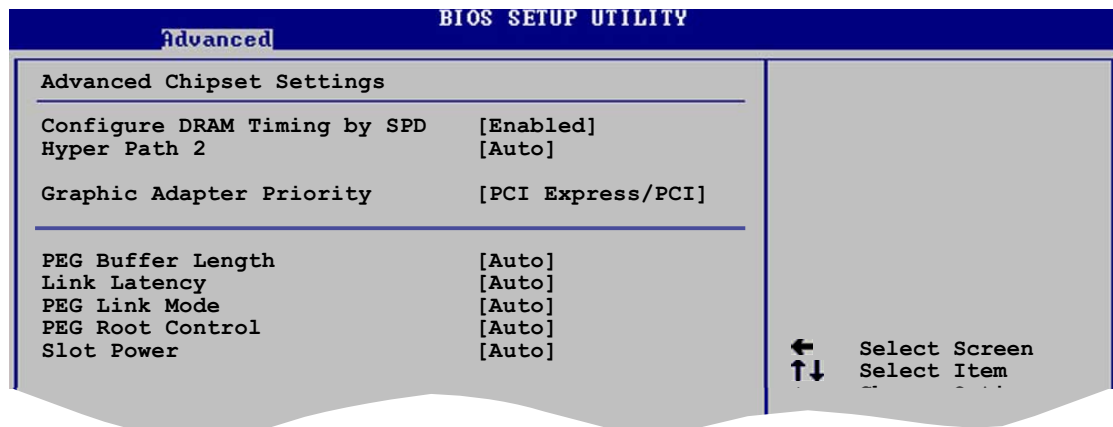 BIOS SETUP UTILITY
Advanced
Advanced Chipset Settings
Configure DRAM Timing by SPD [Enabled]
Hyper Path 2 [Auto]
Graphic Adapter Priority [PCI Express/PCI]
PEG Buffer Length [Auto]
Link Latency [Auto]
PEG Link Mode [Auto]
PEG Root Control [Auto]
Slot Power [Auto]
← Select Screen
↑↓ Select Item